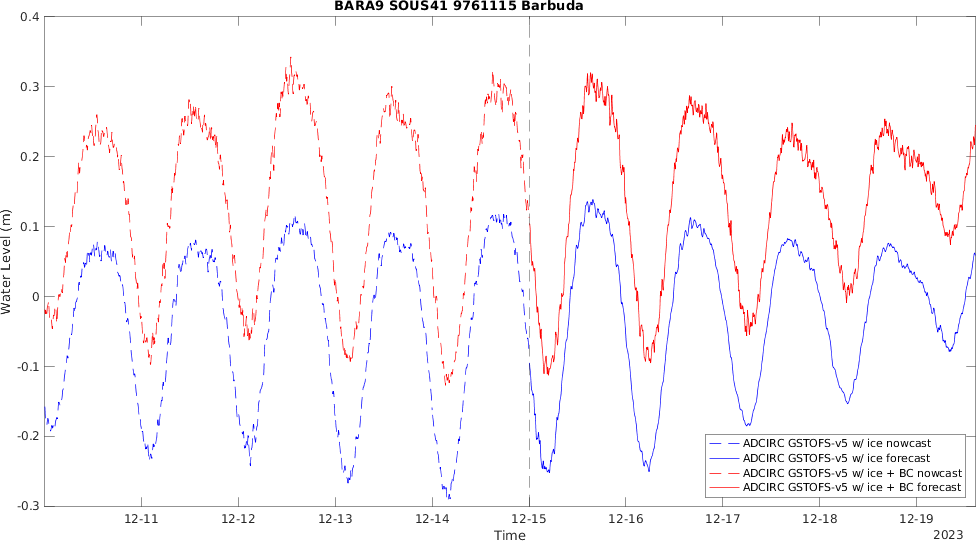 BARA9 SOUS41 9761115 Barbuda
0.4
0.3
0.2
0.1
0
-0.1
-0.2
-0.3
Water Level (m)
12-11
12-12
12-13
12-14
12-15
12-16
12-17
12-18
12-19
Time
2023
ADCIRC GSTOFS-v5 w/ ice nowcast
ADCIRC GSTOFS-v5 w/ ice forecast
ADCIRC GSTOFS-v5 w/ ice + BC nowcast
ADCIRC GSTOFS-v5 w/ ice + BC forecast